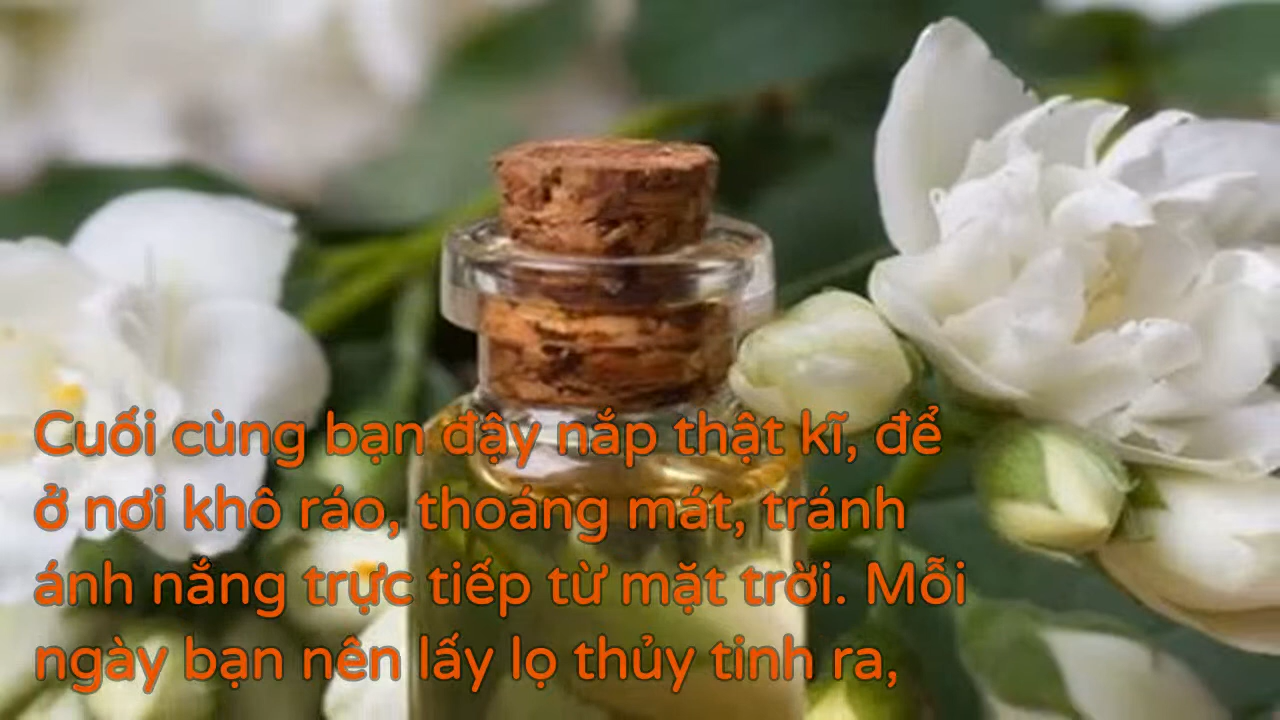 Cuối cùng bạn đậy nắp thật kĩ, để
ở nơi khô ráo, thoáng mát, tránh
ánh nắng trực tiếp từ mặt trời. Mỗi
ngày bạn nên lấy lọ thủy tinh ra,